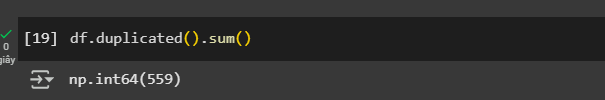 [19] df.duplicated().sum()
0
giây
np.int64(559)